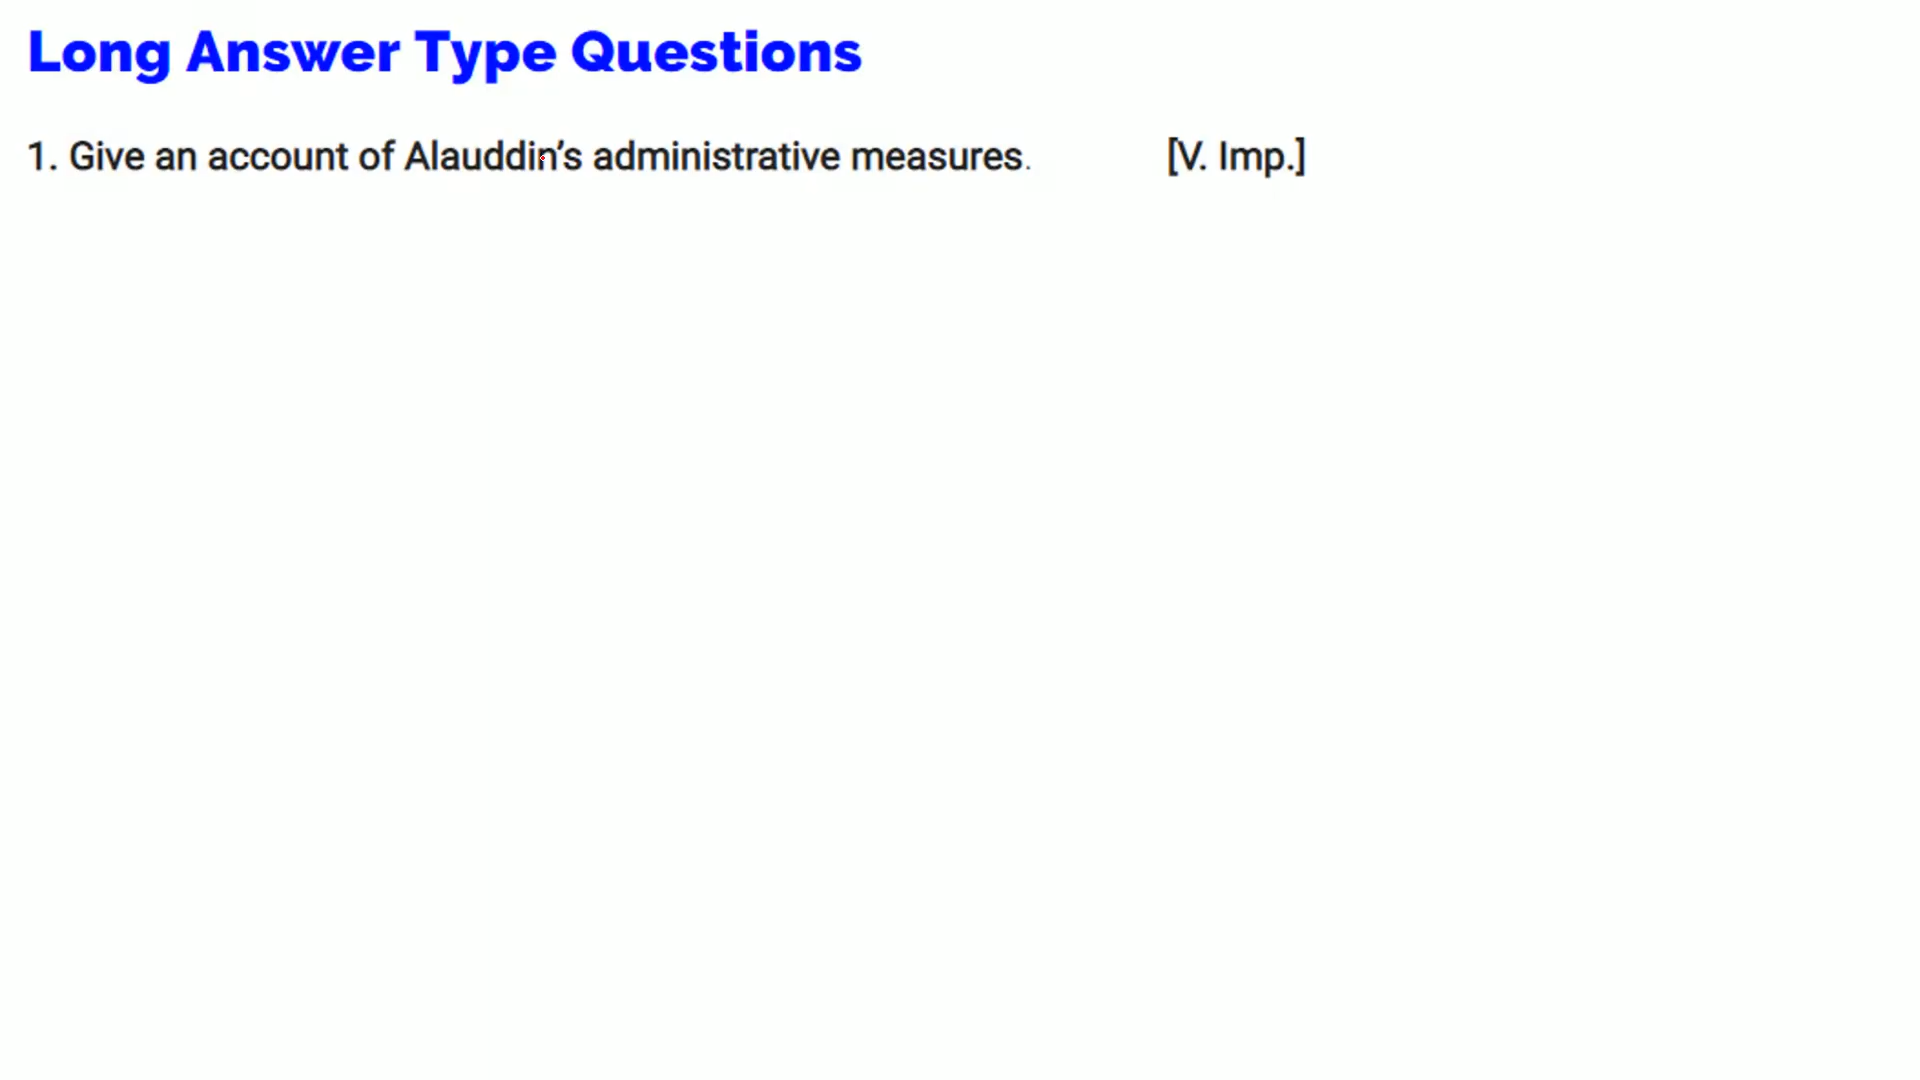 Long Answer Type Questions
1. Give an account of Alauddin’s administrative measures. [V. Imp.]